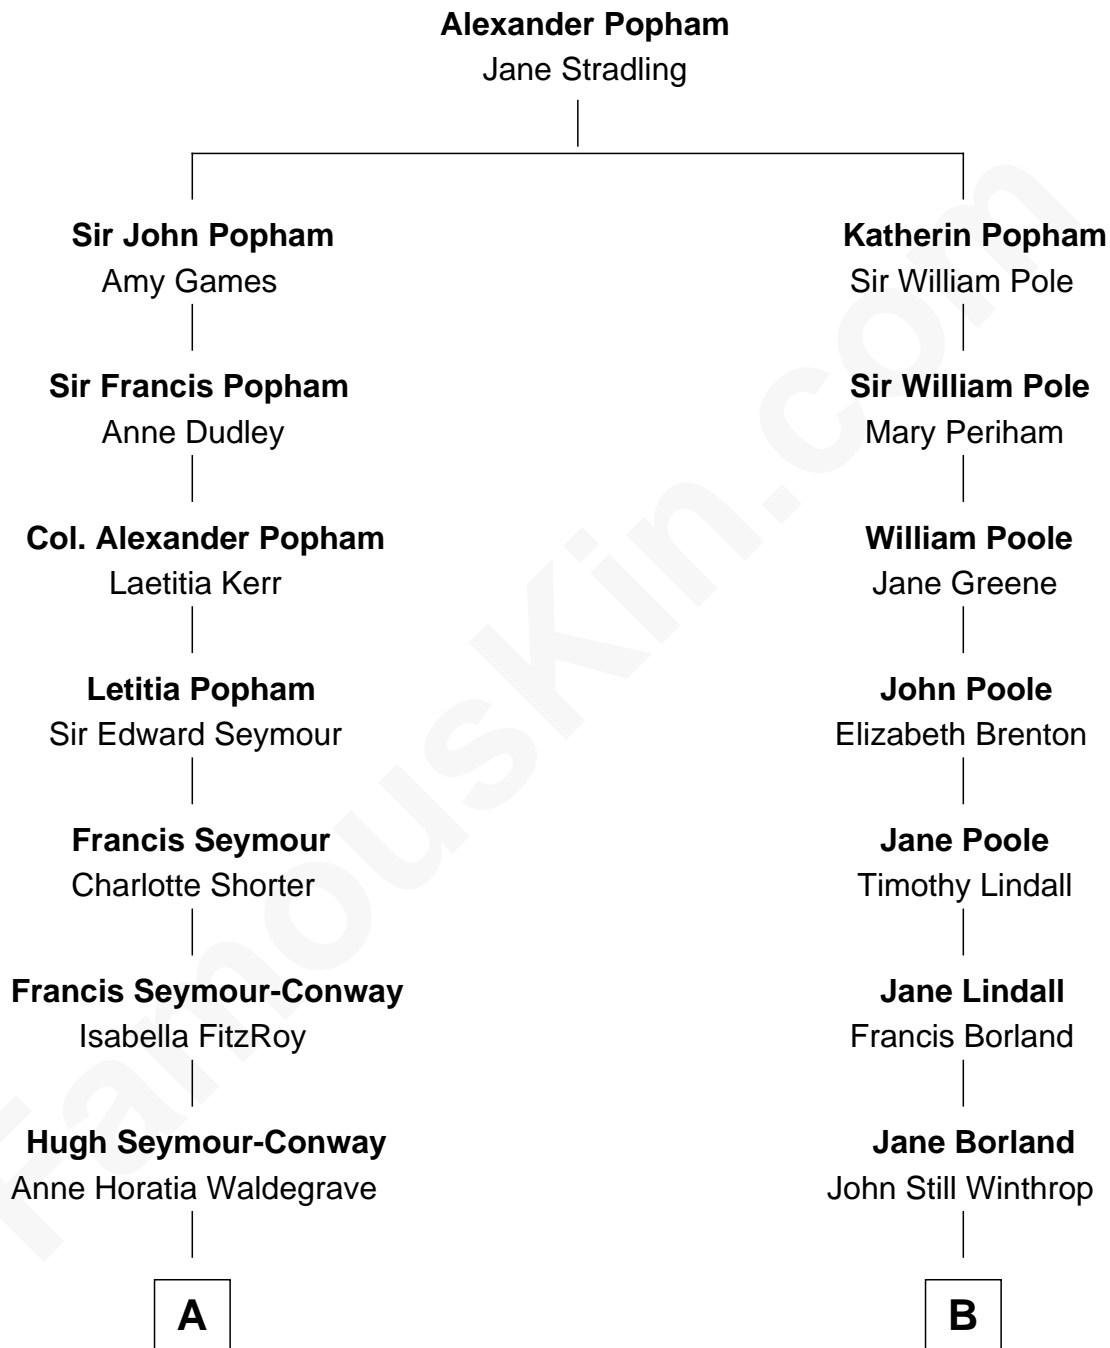 Alexander Popham
Jane Stradling
Sir John Popham
Amy Games
Katherin Popham
Sir William Pole
Sir Francis Popham
Anne Dudley
Sir William Pole
Mary Periham
Col. Alexander Popham
Laetitia Kerr
William Poole
Jane Greene
Letitia Popham
Sir Edward Seymour
John Poole
Elizabeth Brenton
Francis Seymour
Charlotte Shorter
Jane Poole
Timothy Lindall
Francis Seymour-Conway
Isabella FitzRoy
Jane Lindall
Francis Borland
Hugh Seymour-Conway
Anne Horatia Waldegrave
Jane Borland
John Still Winthrop
A
B
FamousKin.com